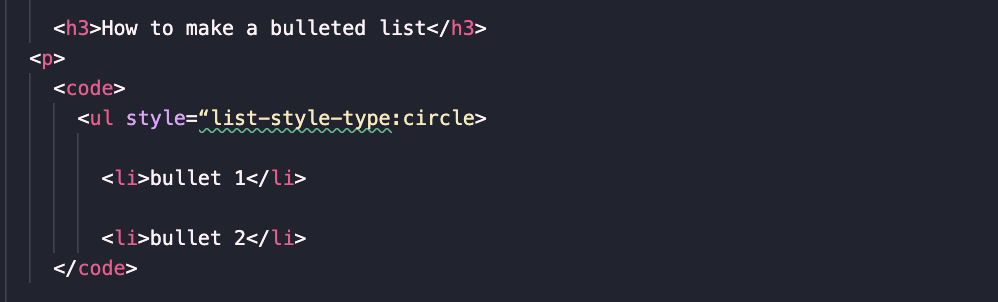 <h3>How to make a bulleted list</h3>
<p>
<code>
<ul style=“list-style-type:circle>
<li>bullet 1</li>
<li>bullet 2</li>
</code>